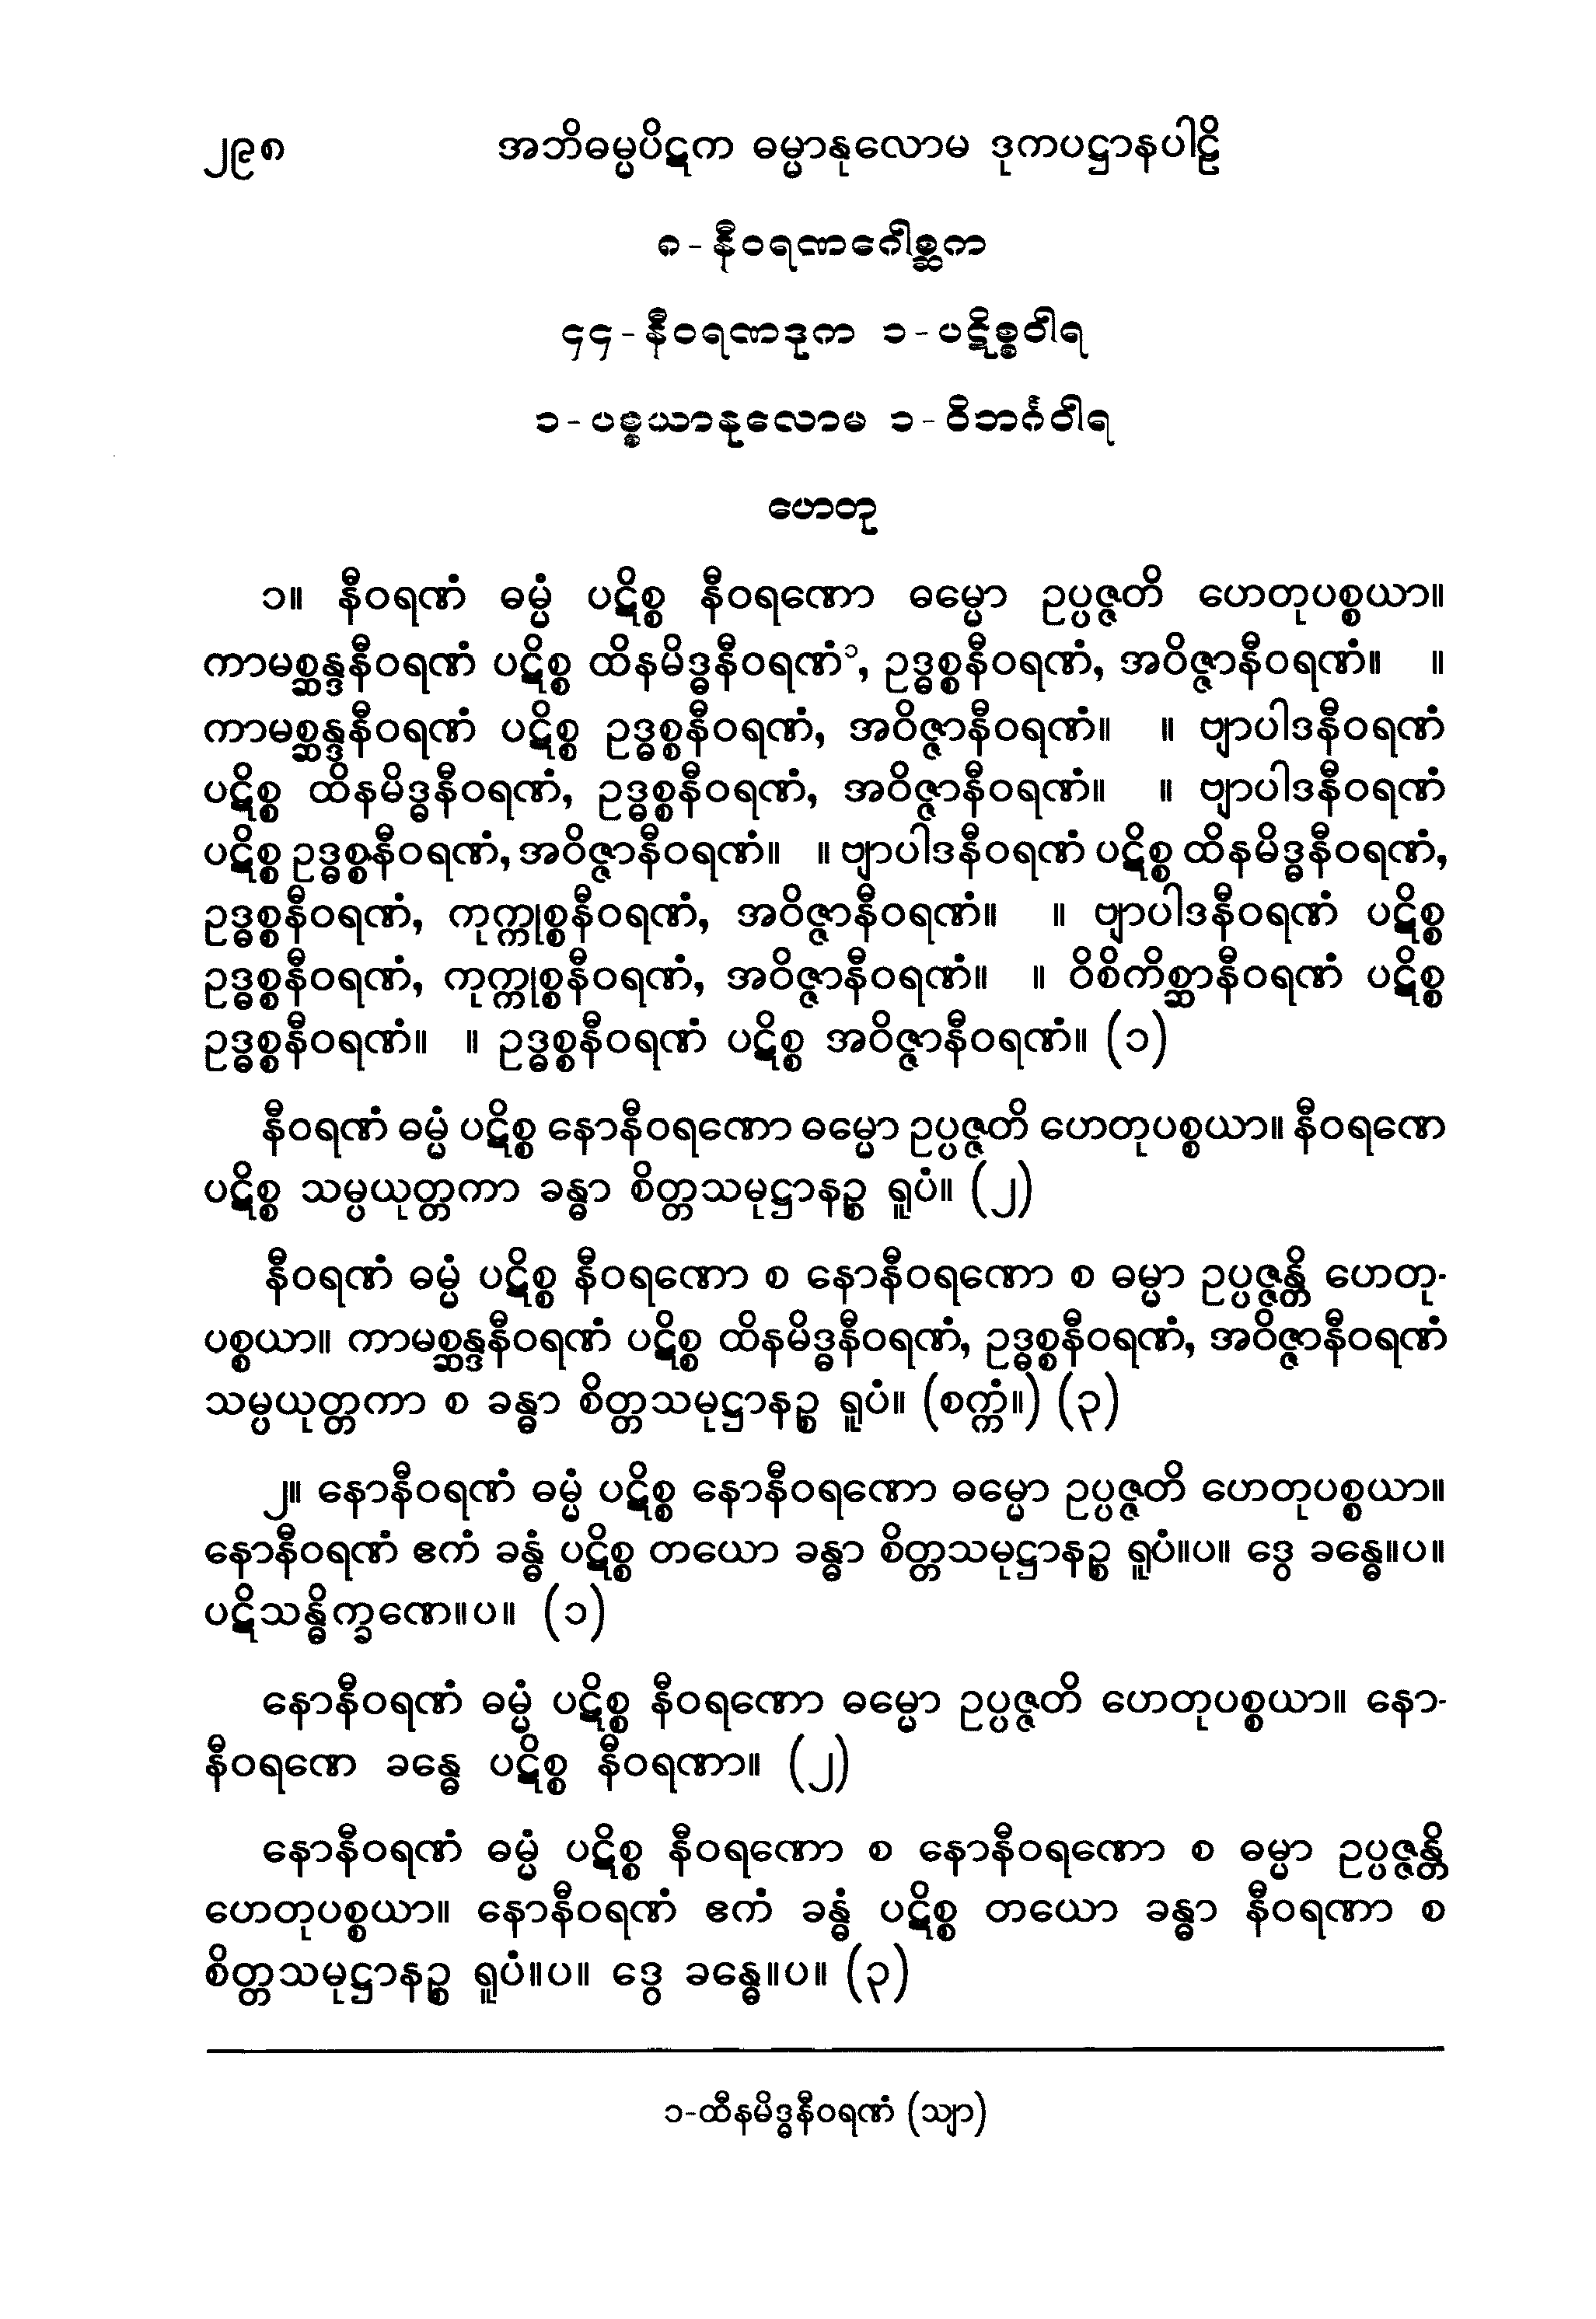 ၂၉၈ အဘိဓမ္မပိဋက ဓမ္မာနုလောမ ဒုကပဋ္ဌာနပါဠိ
၈-နီဝရဏဂေါစ္ဆက
၄၄-နီဝရဏဒုက ၁-ပဋိစ္စဝါရ
၁-ပစ္စယာနုလောမ ၁-ဝိဘင်္ဂဝါရ
ဟေတု
၁။ နီဝရဏံ ဓမ္မံ ပဋိစ္စ နီဝရဏော ဓမ္မော ဥပ္ပဇ္ဇတိ ဟေတုပစ္စယာ။
ကာမစ္ဆန္ဒနီဝရဏံ ပဋိစ္စ ထိနမိဒ္ဓနီဝရဏံ၁, ဥဒ္ဓစ္စနီဝရဏံ, အဝိဇ္ဇာနီဝရဏံ။ ။
ကာမစ္ဆန္ဒနီဝရဏံ ပဋိစ္စ ဥဒ္ဓစ္စနီဝရဏံ, အဝိဇ္ဇာနီဝရဏံ။ ။ ဗျာပါဒနီဝရဏံ
ပဋိစ္စ ထိနမိဒ္ဓနီဝရဏံ, ဥဒ္ဓစ္စနီဝရဏံ, အဝိဇ္ဇာနီဝရဏံ။ ။ ဗျာပါဒနီဝရဏံ
ပဋိစ္စ ဥဒ္ဓစ္စနီဝရဏံ, အဝိဇ္ဇာနီဝရဏံ။ ။ ဗျာပါဒနီဝရဏံ ပဋိစ္စ ထိနမိဒ္ဓနီဝရဏံ,
ဥဒ္ဓစ္စနီဝရဏံ, ကုက္ကုစ္စနီဝရဏံ, အဝိဇ္ဇာနီဝရဏံ။ ။ ဗျာပါဒနီဝရဏံ ပဋိစ္စ
ဥဒ္ဓစ္စနီဝရဏံ, ကုက္ကုစ္စနီဝရဏံ, အဝိဇ္ဇာနီဝရဏံ။ ။ ဝိစိကိစ္ဆာနီဝရဏံ ပဋိစ္စ
ဥဒ္ဓစ္စနီဝရဏံ။ ။ ဥဒ္ဓစ္စနီဝရဏံ ပဋိစ္စ အဝိဇ္ဇာနီဝရဏံ။ (၁)
နီဝရဏံ ဓမ္မံ ပဋိစ္စ နောနီဝရဏော ဓမ္မော ဥပ္ပဇ္ဇတိ ဟေတုပစ္စယာ။ နီဝရဏေ
ပဋိစ္စ သမ္ပယုတ္တကာ ခန္ဓာ စိတ္တသမုဋ္ဌာနဉ္စ ရူပံ။ (၂)
နီဝရဏံ ဓမ္မံ ပဋိစ္စ နီဝရဏော စ နောနီဝရဏော စ ဓမ္မာ ဥပ္ပဇ္ဇန္တိ ဟေတု-
ပစ္စယာ။ ကာမစ္ဆန္ဒနီဝရဏံ ပဋိစ္စ ထိနမိဒ္ဓနီဝရဏံ, ဥဒ္ဓစ္စနီဝရဏံ, အဝိဇ္ဇာနီဝရဏံ
သမ္ပယုတ္တကာ စ ခန္ဓာ စိတ္တသမုဋ္ဌာနဉ္စ ရူပံ။ (စက္ကံ။) (၃)
၂။ နောနီဝရဏံ ဓမ္မံ ပဋိစ္စ နောနီဝရဏော ဓမ္မော ဥပ္ပဇ္ဇတိ ဟေတုပစ္စယာ။
နောနီဝရဏံ ဧကံ ခန္ဓံ ပဋိစ္စ တယော ခန္ဓာ စိတ္တသမုဋ္ဌာနဉ္စ ရူပံ။ပ။ ဒွေ ခန္ဓေ။ပ။
ပဋိသန္ဓိက္ခဏေ။ပ။ (၁)
နောနီဝရဏံ ဓမ္မံ ပဋိစ္စ နီဝရဏော ဓမ္မော ဥပ္ပဇ္ဇတိ ဟေတုပစ္စယာ။ နော-
နီဝရဏေ ခန္ဓေ ပဋိစ္စ နီဝရဏာ။ (၂)
နောနီဝရဏံ ဓမ္မံ ပဋိစ္စ နီဝရဏော စ နောနီဝရဏော စ ဓမ္မာ ဥပ္ပဇ္ဇန္တိ
ဟေတုပစ္စယာ။ နောနီဝရဏံ ဧကံ ခန္ဓံ ပဋိစ္စ တယော ခန္ဓာ နီဝရဏာ စ
စိတ္တသမုဋ္ဌာနဉ္စ ရူပံ။ပ။ ဒွေ ခန္ဓေ။ပ။ (၃)
၁-ထီနမိဒ္ဓနီဝရဏံ (သျာ)